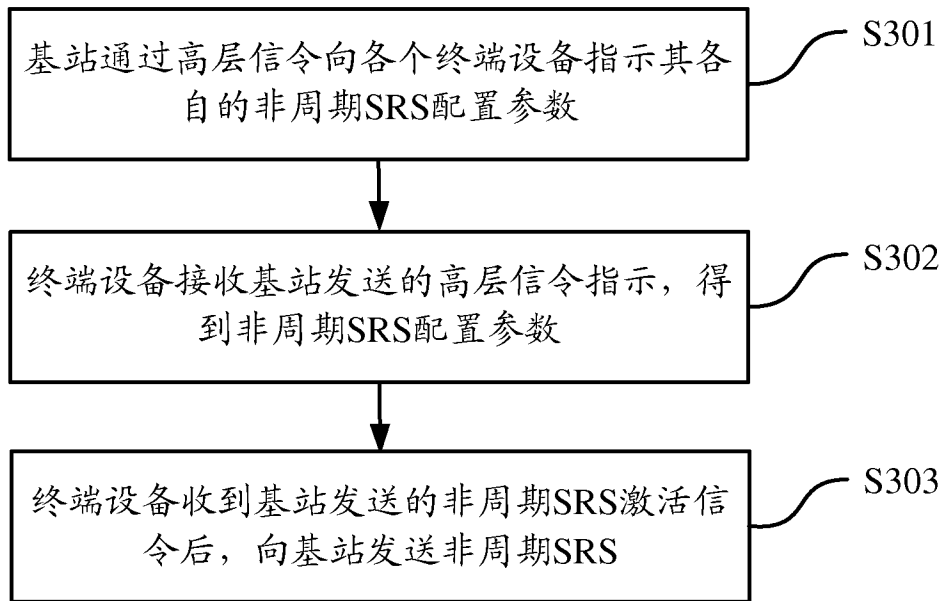 基站通过高层信令向各个终端设备指示其各
自的非周期SRS配置参数
S301
终端设备接收基站发送的高层信令指示，得
到非周期SRS配置参数
S302
终端设备收到基站发送的非周期SRS激活信
令后，向基站发送非周期SRS
S303